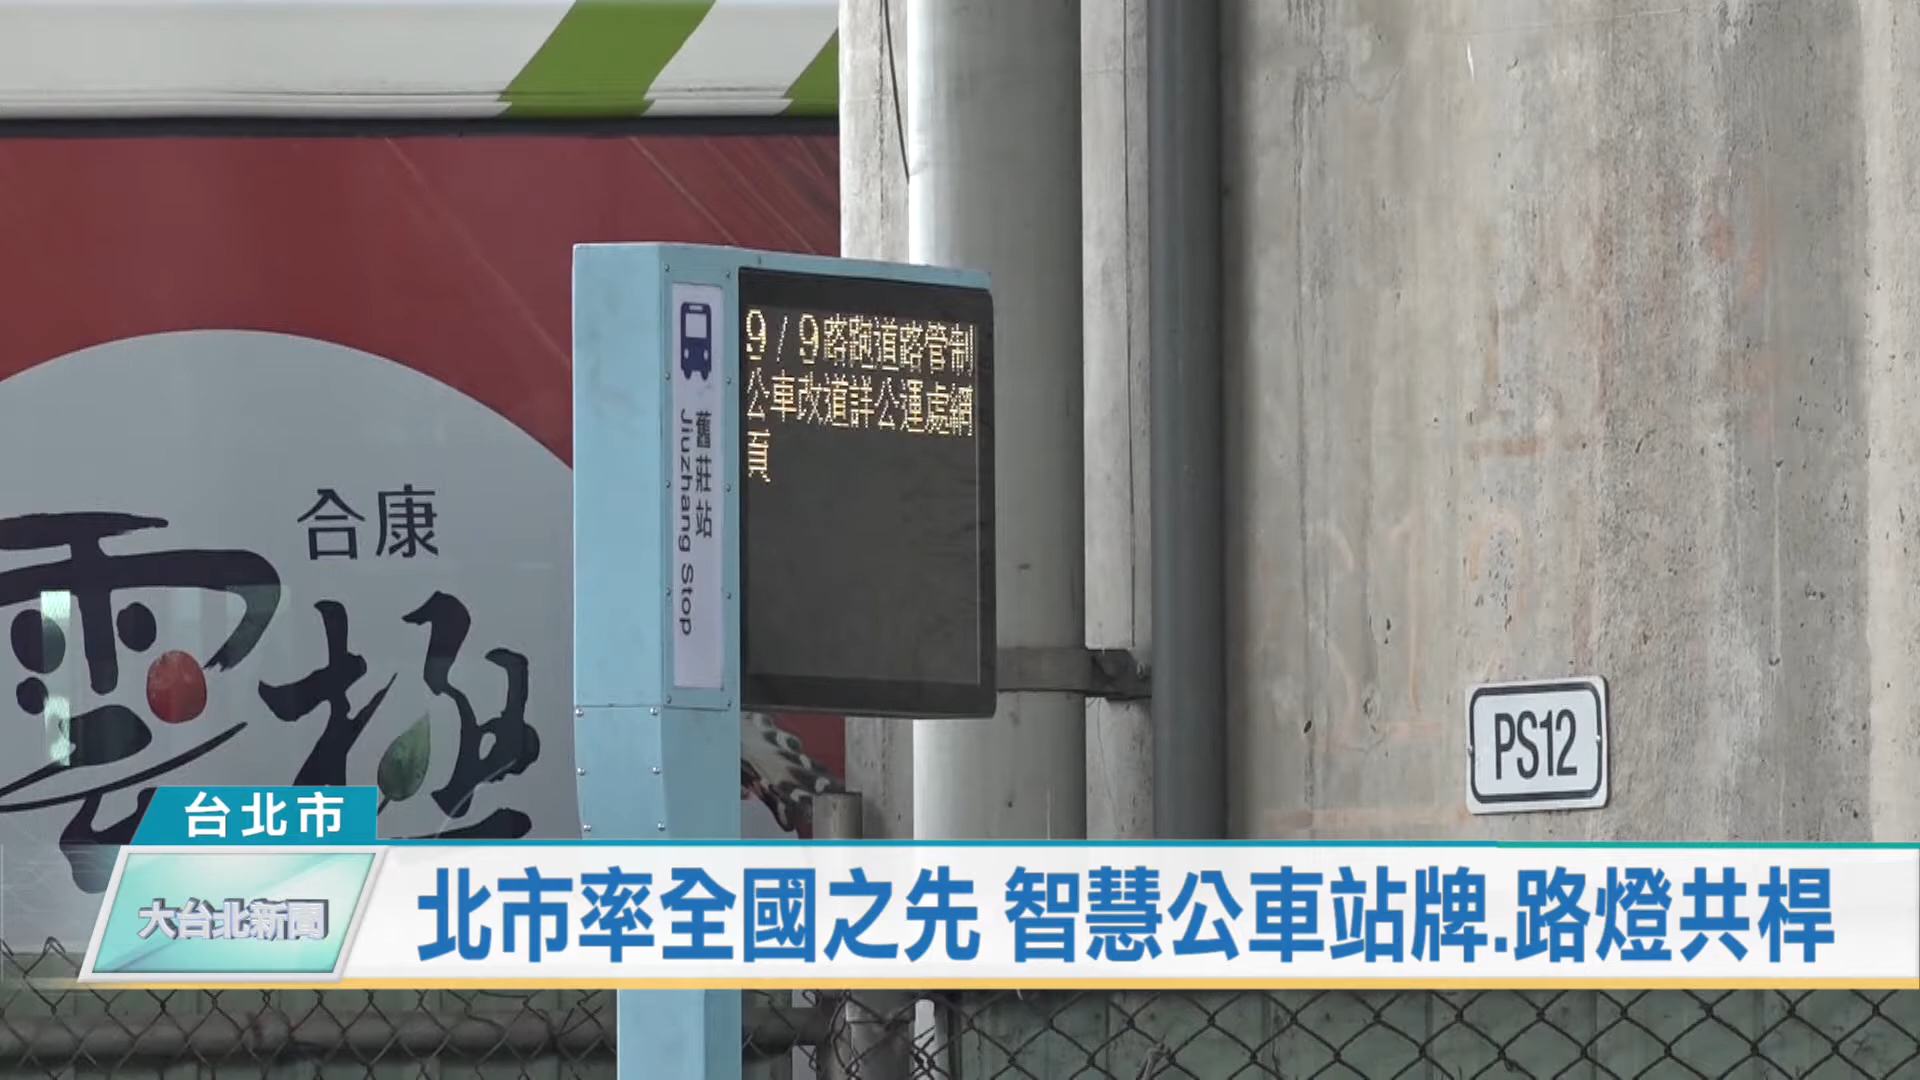 9/9路跑道路管制
公車改道詳公運處網
頁
舊莊站
Jiuzhang Stop
合康
雲極
PS12
台北市
大台北新聞
北市率全國之先 智慧公車站牌.路燈共桿